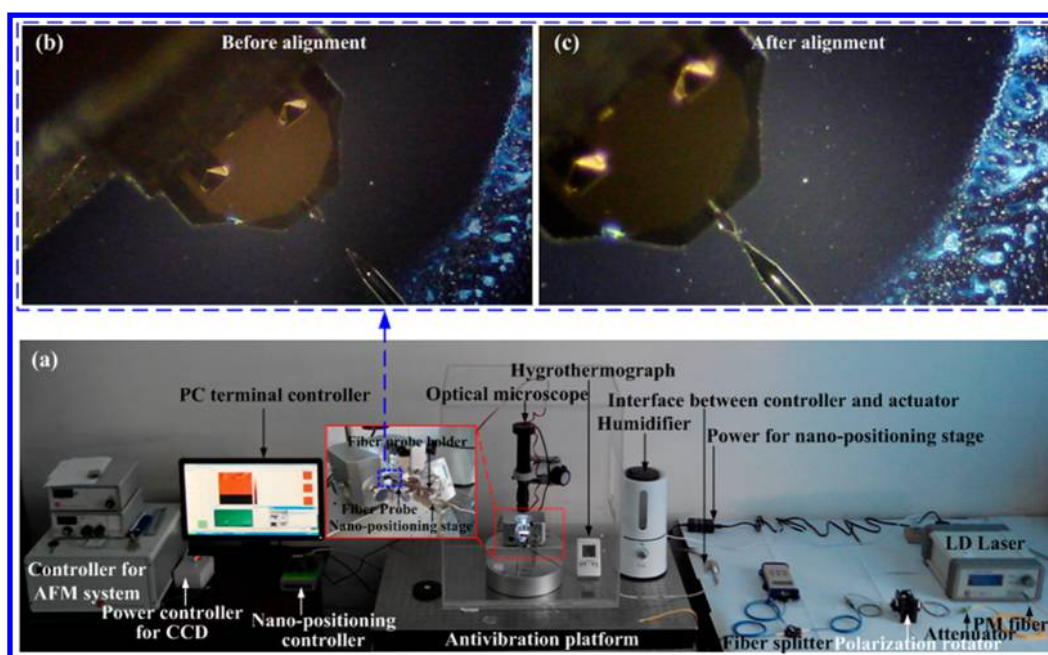 (b)
Before alignment
(c)
After alignment
(a)
PC terminal controller
Hygrothermograph
Optical microscope
Interface between controller and actuator
Humidifier
Power for nano-positioning stage
Fiber probe holder
Fiber Probe
Nano-positioning stage
LD Laser
Controller for
AFM system
Power controller
for CCD
Nano-positioning
controller
Antivibration platform
Fiber splitter
Polarization rotator
Attenuator
PM fiber